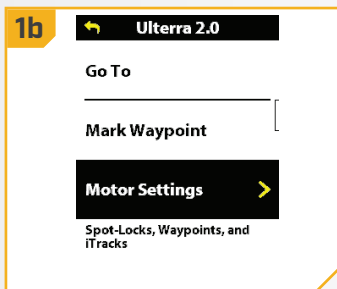 1b
Ulterra 2.0
Go To
Mark Waypoint
Motor Settings
Spot-Locks, Waypoints, and
iTracks